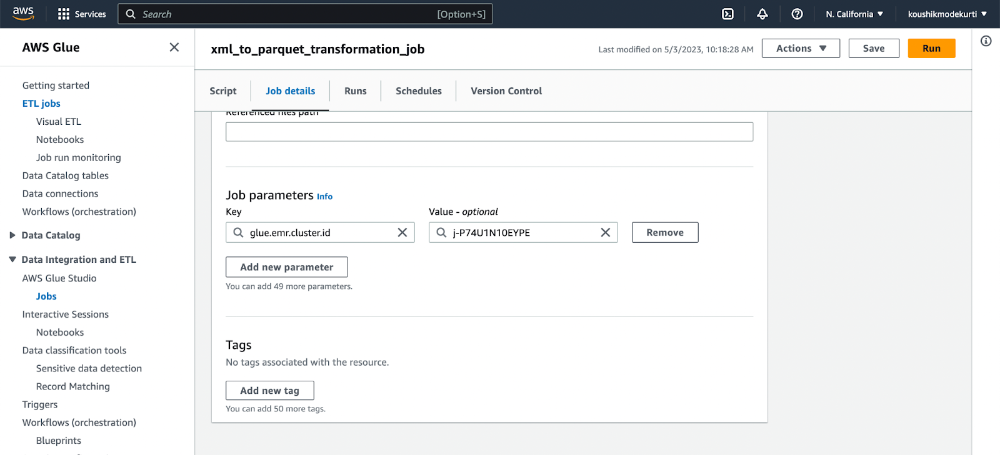 aws
Services
Search
[Option+S]
N. California
koushikmodekurti
AWS Glue
Getting started
ETL jobs
Visual ETL
Notebooks
Job run monitoring
Data Catalog tables
Data connections
Workflows (orchestration)
Data Catalog
Data Integration and ETL
AWS Glue Studio
Jobs
Interactive Sessions
Notebooks
Data classification tools
Sensitive data detection
Record Matching
Triggers
Workflows (orchestration)
Blueprints
xml_to_parquet_transformation_job
Last modified on 5/3/2023, 10:18:28 AM
Actions
Save
Run
Script
Job details
Runs
Schedules
Version Control
Referenced files path
Job parameters Info
Key
Value - optional
glue.emr.cluster.id
j-P74U1N10EYPE
Remove
Add new parameter
You can add 49 more parameters.
Tags
No tags associated with the resource.
Add new tag
You can add 50 more tags.